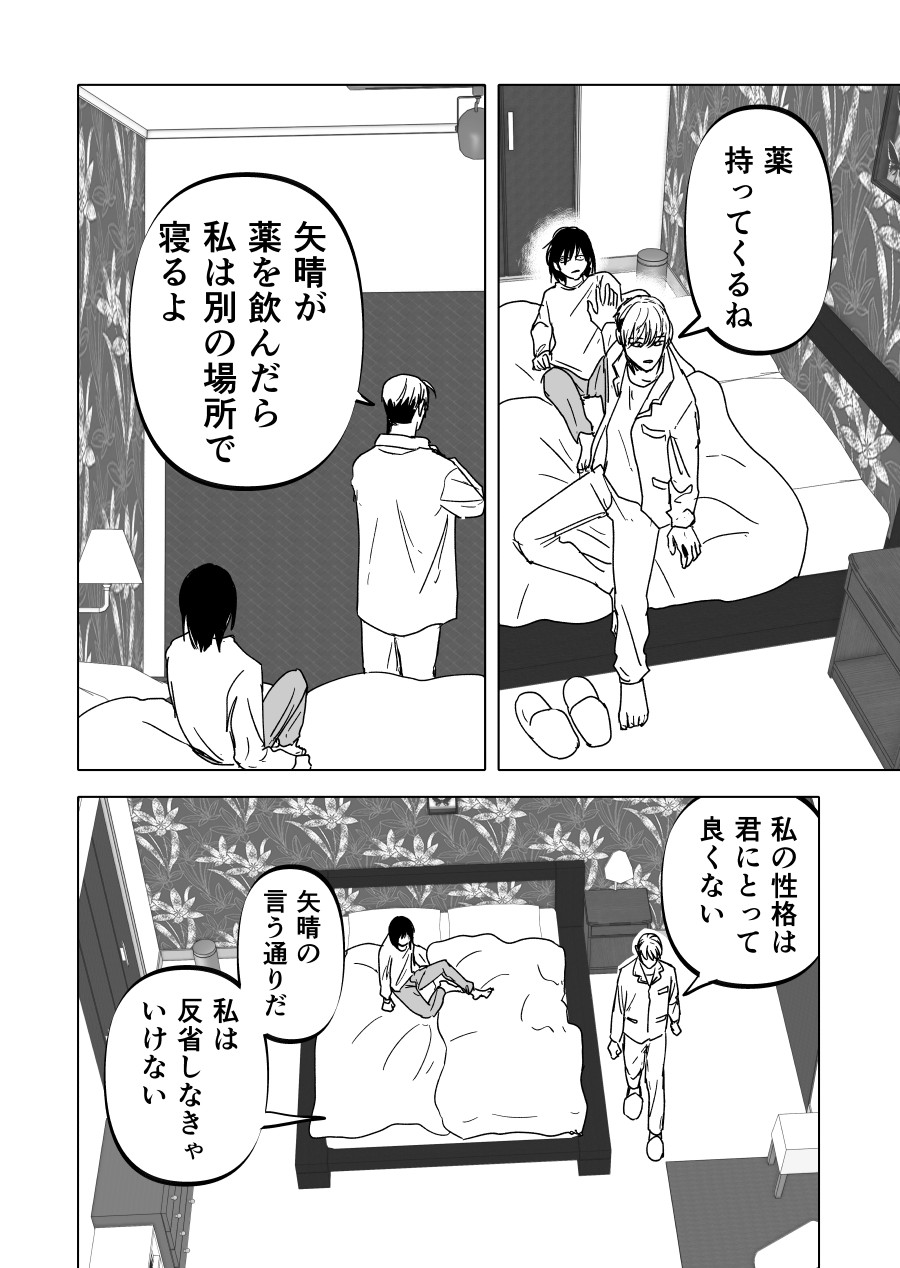 薬
持ってくるね
矢晴が
薬を飲んだら
私は別の場所で
寝るよ
私の性格は
君にとって
良くない
矢晴の
言う通りだ
私は
反省しなきゃ
いけない